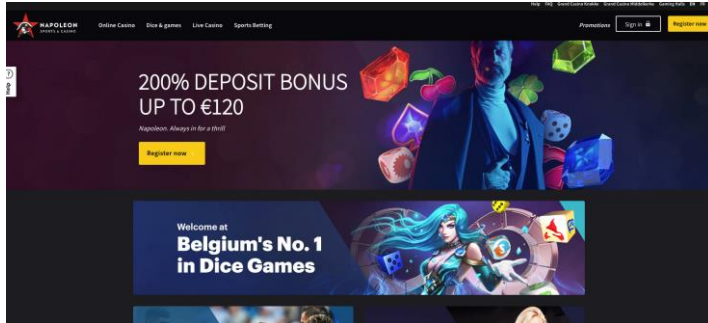 Help FAQ Grand Casino Knokke Grand Casino Middelkerke Gaming Halls EN FR
NAPOLEON
SPORTS & CASINO
Online Casino Dice & games Live Casino Sports Betting
Promotions Sign in Register now
Help
200% DEPOSIT BONUS
UP TO €120
Napoleon. Always in for a thrill
Register now
Welcome at
Belgium's No. 1
in Dice Games